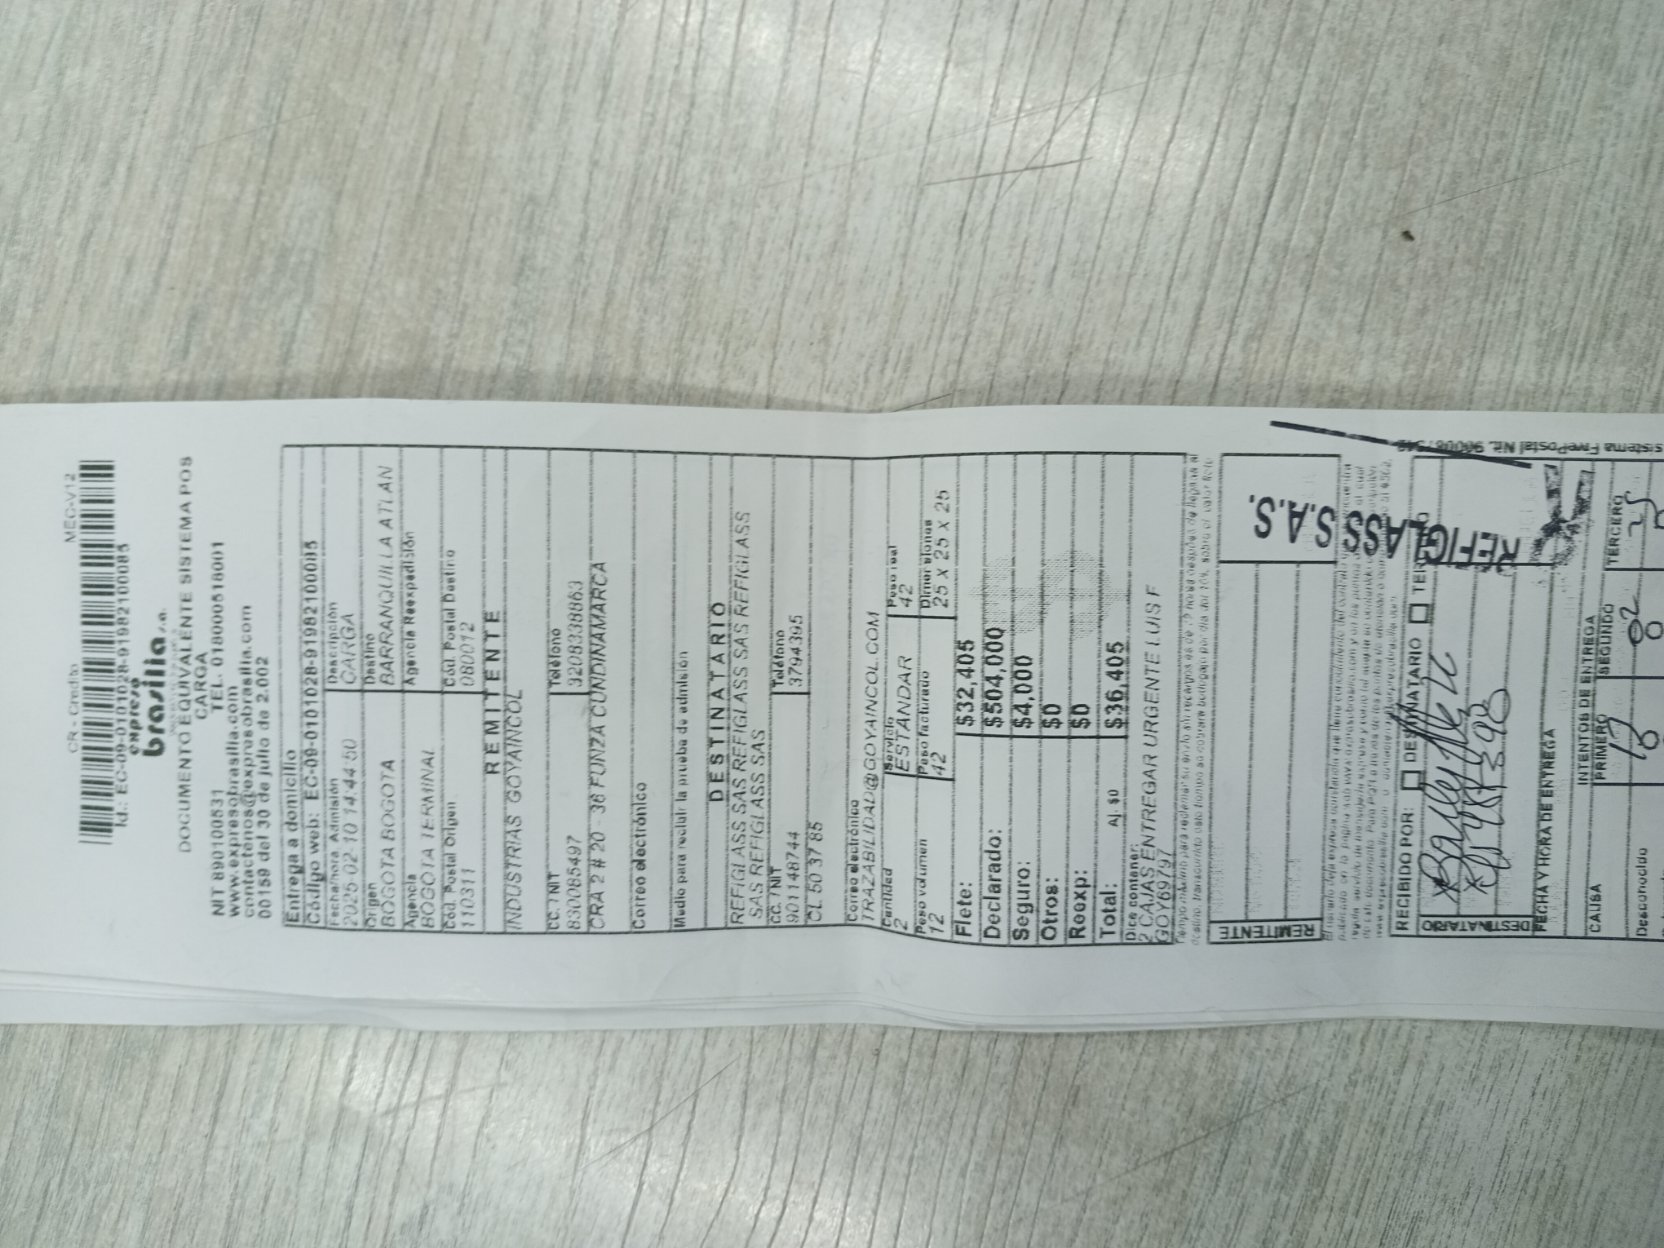 CR - Credito MEC-V12
Id.: EC-09-0101028-91982100085
expreso
brasilia s.a.
DOCUMENTO EQUIVALENTE SISTEMA POS
CARGA
NIT 890100531 TEL. 018000518001
www.expresobrasilia.com
contactenos@expresobrasilia.com
00159 del 30 de julio de 2.002
Entrega a domicilio
Código web: EC-09-0101028-91982100085
Fecha/hora Admisión Descripción
2025-02-10 14:44:50 CARGA
Origen Destino
BOGOTA BOGOTA BARRANQUILLA ATLAN
Agencia Agencia Reexpedisión
BOGOTA TERMINAL
Cód. Postal Origen Cód. Postal Destino
110311 080012
REMITENTE
INDUSTRIAS GOYAINCOL
CC. / NIT Teléfono
830085497 3208338863
CRA 2 # 20 - 36 FUNZA CUNDINAMARCA
Correo electrónico
Medio para recibir la prueba de admisión
DESTINATARIO
REFIGLASS SAS REFIGLASS SAS REFIGLASS
SAS REFIGLASS SAS
CC. / NIT Teléfono
901148744 3794395
CL 50 37 85
Correo electrónico
TRAZABILIDAD@GOYAINCOL.COM
Cantidad Servicio Peso real
2 ESTANDAR 42
Peso volumen Peso facturado Dimensiones
12 42 25 X 25 X 25
Flete: $32,405
Declarado: $504,000
Seguro: $4,000
Otros: $0
Reexp: $0
Total: Aj. $0 $36,405
Dice contener:
2 CAJAS ENTREGAR URGENTE LUIS F
GOY69797
REMITENTE
REFIGLASS S.A.S.
RECIBIDO POR: DESTINATARIO
DESTINATARIO
FECHA Y HORA DE ENTREGA
INTENTOS DE ENTREGA
CAUSA PRIMERO SEGUNDO TERCERO
Desconocido 02 25